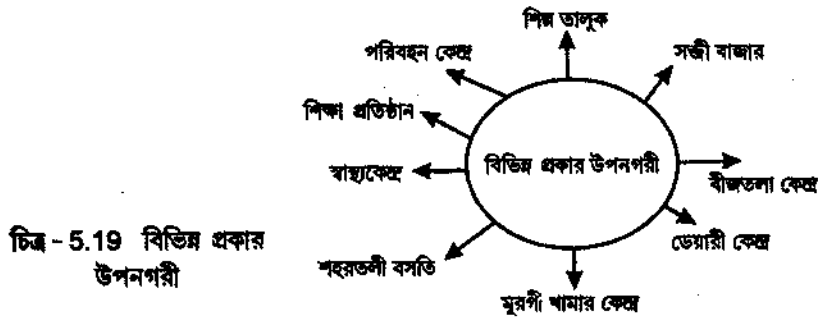 শিল্প তালুক
পরিবহন কেন্দ্র
সব্জী বাজার
শিক্ষা প্রতিষ্ঠান
স্বাস্থ্যকেন্দ্র
বিভিন্ন প্রকার উপনগরী
বীজতলা কেন্দ্র
ডেয়ারী কেন্দ্র
শহরতলী বসতি
মুরগী খামার কেন্দ্র
চিত্র - 5.19 বিভিন্ন প্রকার
উপনগরী